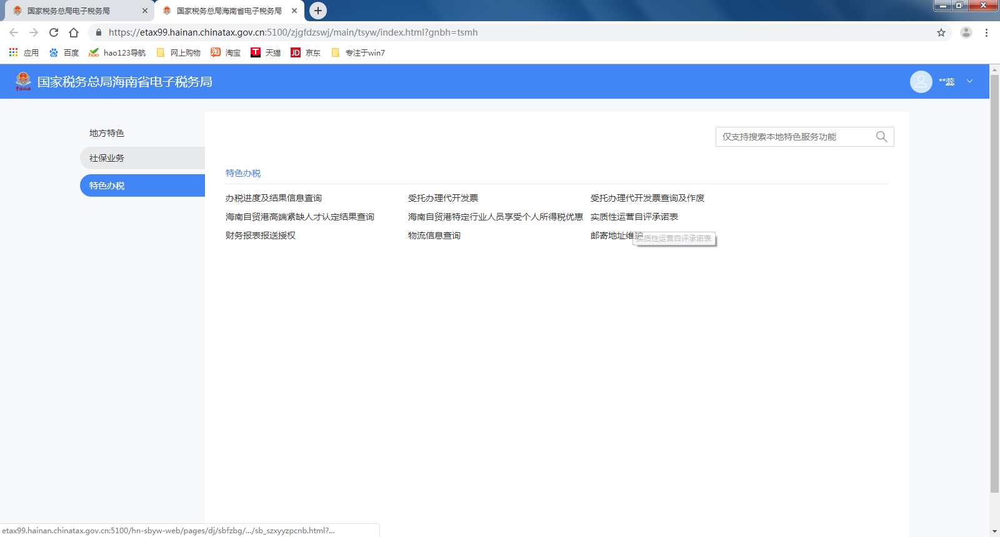 国家税务总局电子税务局
国家税务总局海南省电子税务局
https://etax99.hainan.chinatax.gov.cn:5100/zjgfdzswj/main/tsyw/index.html?gnbh=tsmh
应用 百度 hao123导航 网上购物 淘宝 天猫 京东 专注于win7
国家税务总局海南省电子税务局
**蕊
地方特色
社保业务
特色办税
仅支持搜索本地特色服务功能
特色办税
办税进度及结果信息查询 受托办理代开发票 受托办理代开发票查询及作废
海南自贸港高端紧缺人才认定结果查询 海南自贸港特定行业人员享受个人所得税优惠 实质性运营自评承诺表
财务报表报送授权 物流信息查询 邮寄地址维护
实质性运营自评承诺表
etax99.hainan.chinatax.gov.cn:5100/hn-sbyw-web/pages/dj/sbfzbg/.../sb_szxyyzpcnb.html?...